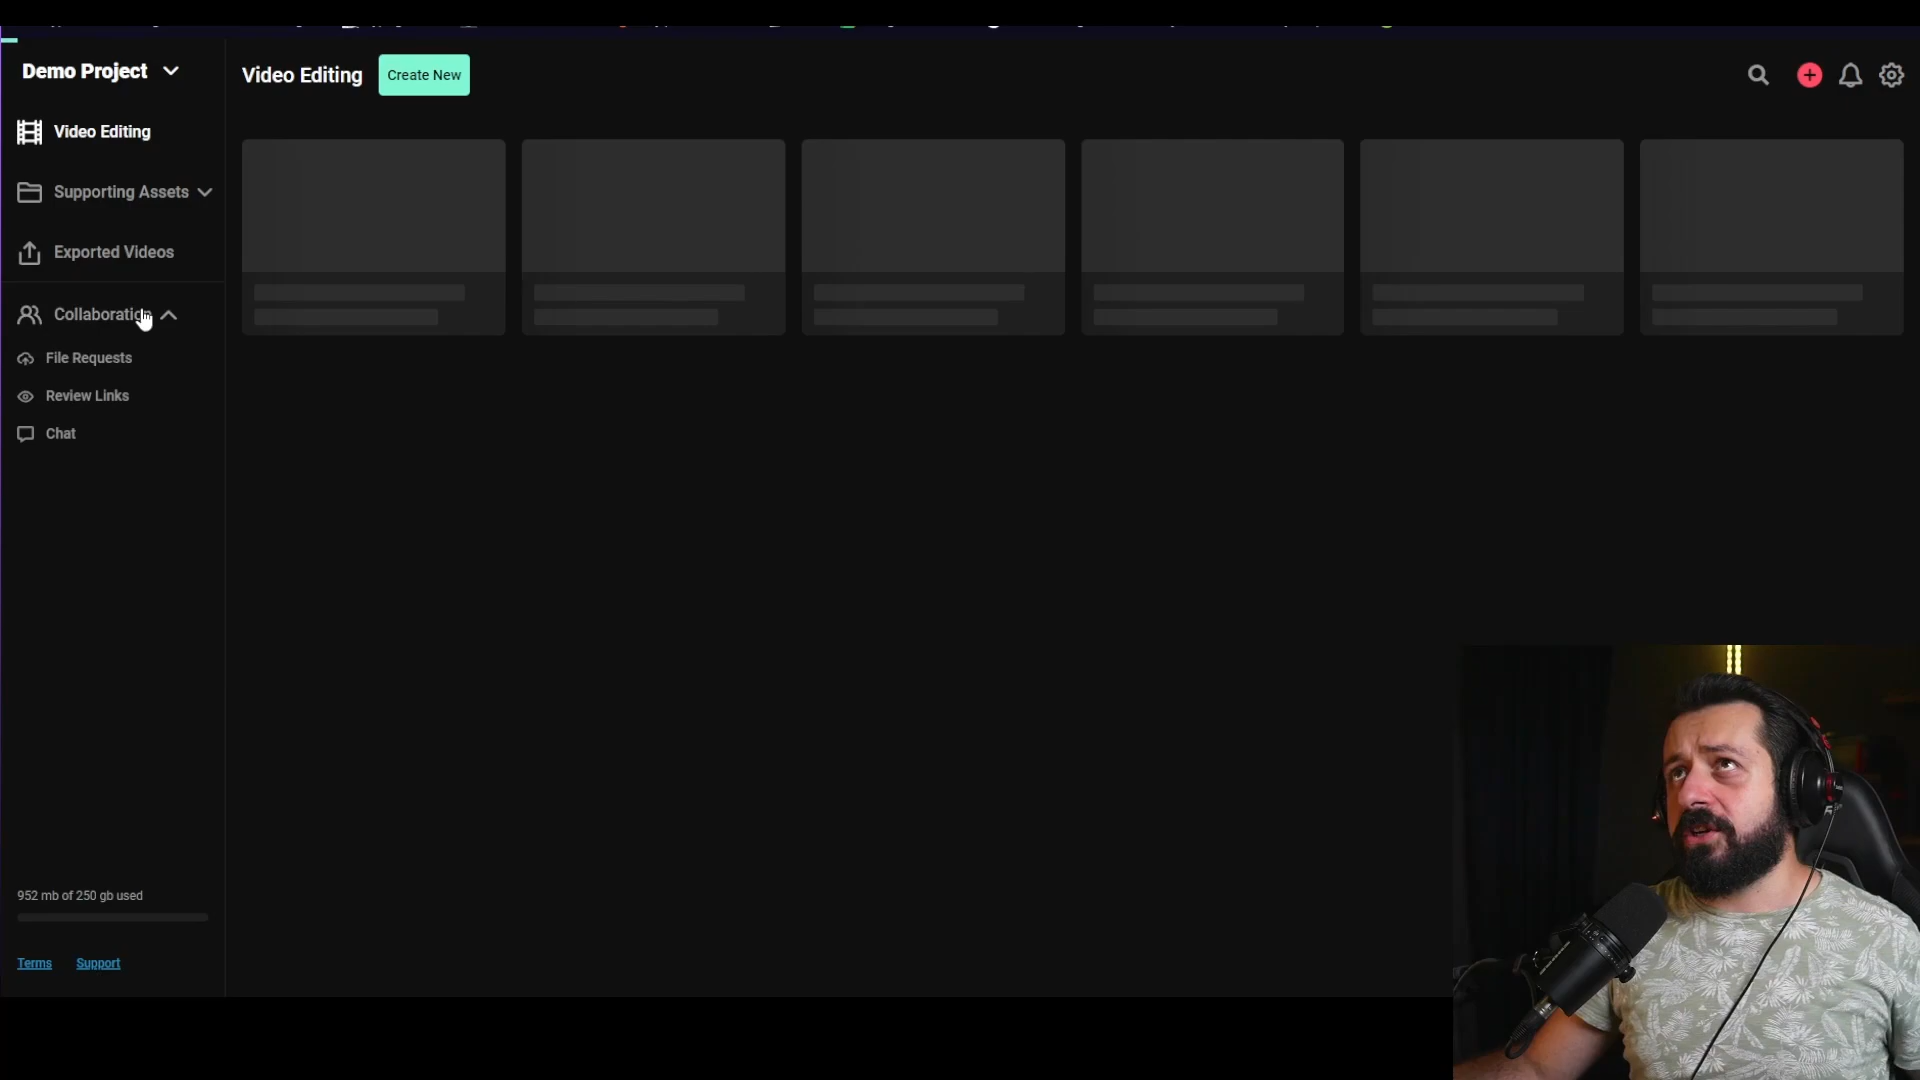 Demo Project
Video Editing
Create New
Video Editing
Supporting Assets
Exported Videos
Collaboration
File Requests
Review Links
Chat
952 mb of 250 gb used
Terms
Support